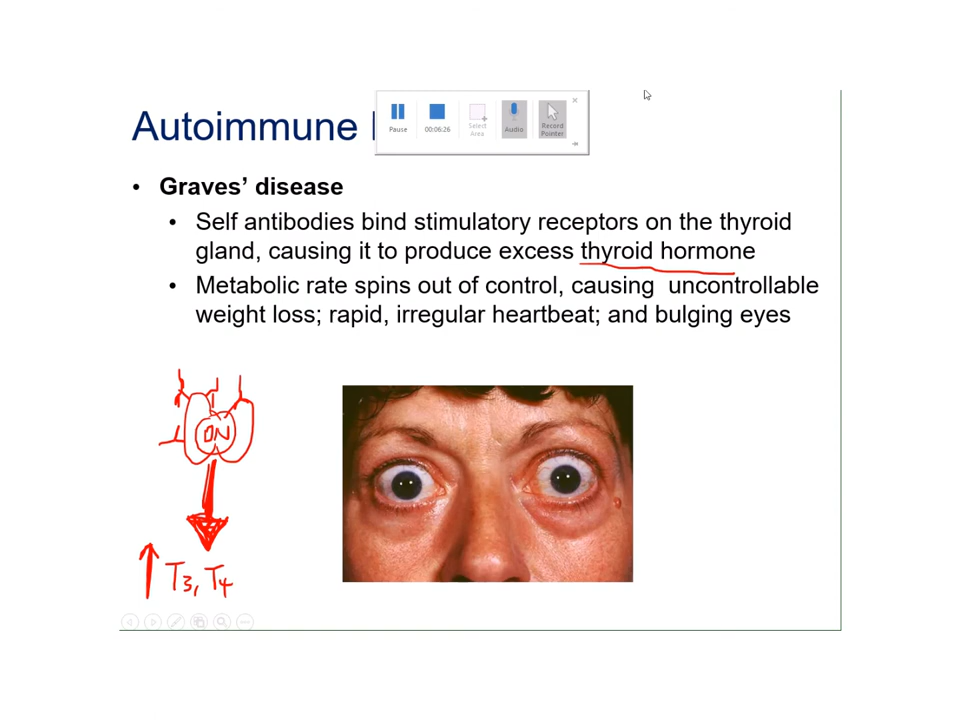 Autoimmune
Pause
00:06:26
Select
Area
Audio
Record
Pointer
• Graves’ disease
• Self antibodies bind stimulatory receptors on the thyroid
gland, causing it to produce excess thyroid hormone
• Metabolic rate spins out of control, causing uncontrollable
weight loss; rapid, irregular heartbeat; and bulging eyes
ON
↑ T3, T4